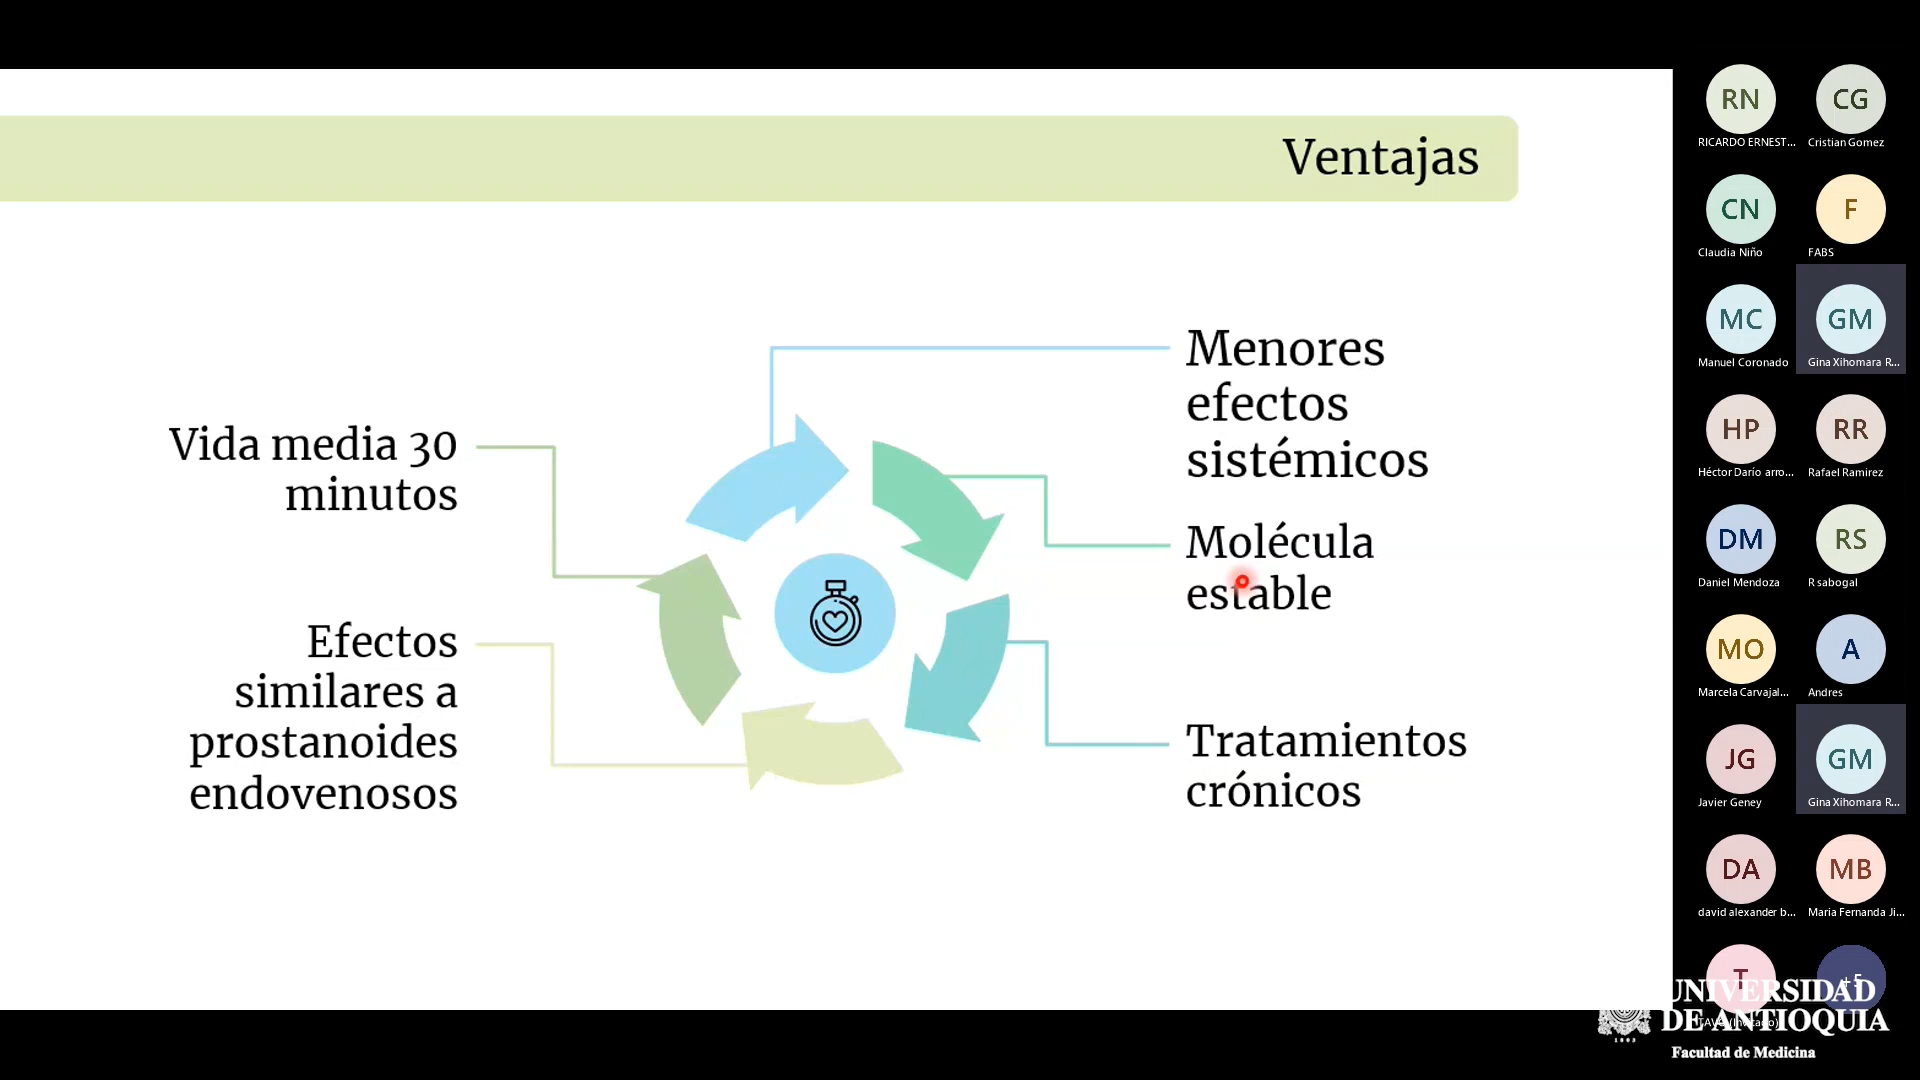 Ventajas
Vida media 30
minutos
Efectos
similares a
prostanoides
endovenosos
Menores
efectos
sistémicos
Molécula
estable
Tratamientos
crónicos
RN
RICARDO ERNEST...
CG
Cristian Gomez
CN
Claudia Niño
F
FABS
MC
Manuel Coronado
GM
Gina Xihomara R...
HP
Héctor Darío arro...
RR
Rafael Ramirez
DM
Daniel Mendoza
RS
R sabogal
MO
Marcela Carvajal...
A
Andres
JG
Javier Geney
GM
Gina Xihomara R...
DA
david alexander b...
MB
Maria Fernanda Ji...
T
+5
UNIVERSIDAD
DE ANTIOQUIA
1803
Facultad de Medicina